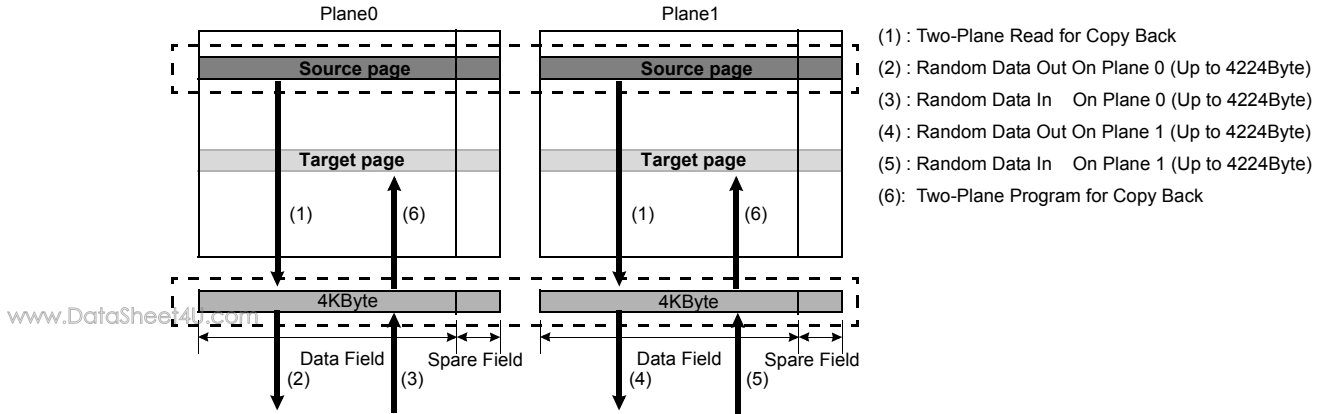 Plane0
Plane1
Source page
Source page
Target page
Target page
(1)
(6)
(1)
(6)
4KByte
4KByte
www.DataSheet4U.com
Data Field
Spare Field
Data Field
Spare Field
(2)
(3)
(4)
(5)
(1) : Two-Plane Read for Copy Back
(2) : Random Data Out On Plane 0 (Up to 4224Byte)
(3) : Random Data In On Plane 0 (Up to 4224Byte)
(4) : Random Data Out On Plane 1 (Up to 4224Byte)
(5) : Random Data In On Plane 1 (Up to 4224Byte)
(6): Two-Plane Program for Copy Back